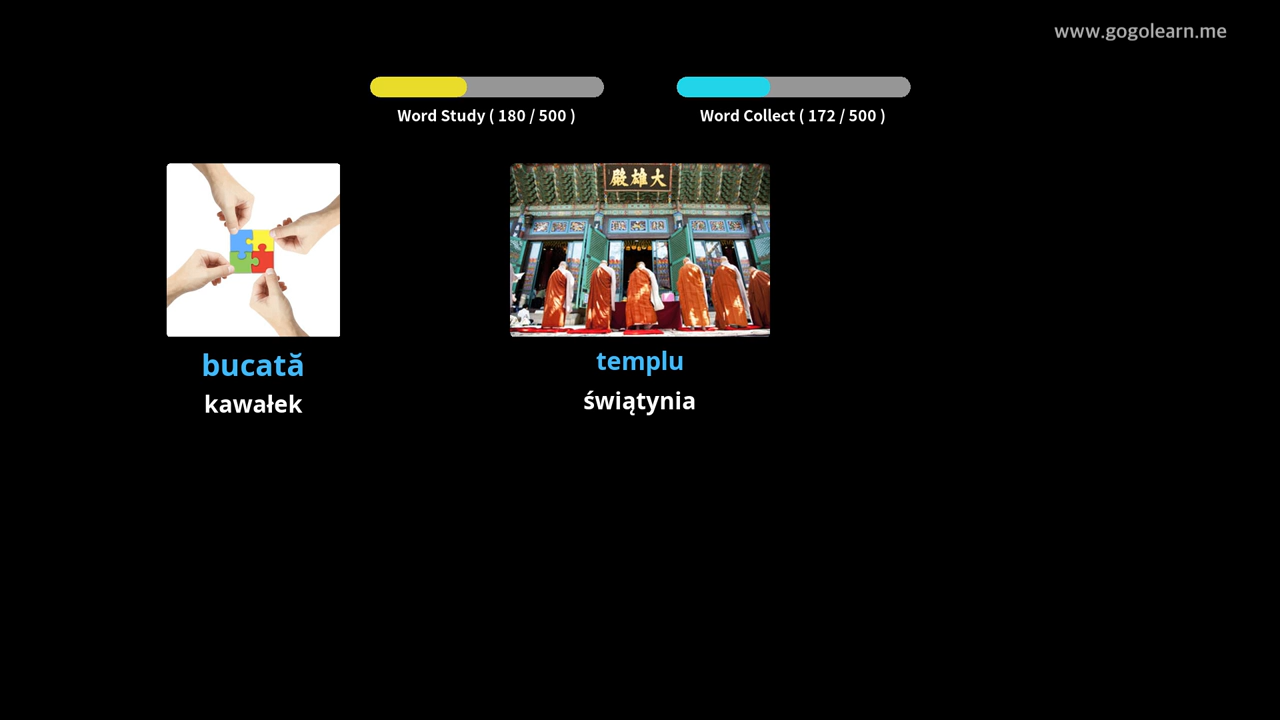 www.gogolearn.me
Word Study ( 180 / 500 )
Word Collect ( 172 / 500 )
殿雄大
bucată
templu
kawałek
świątynia